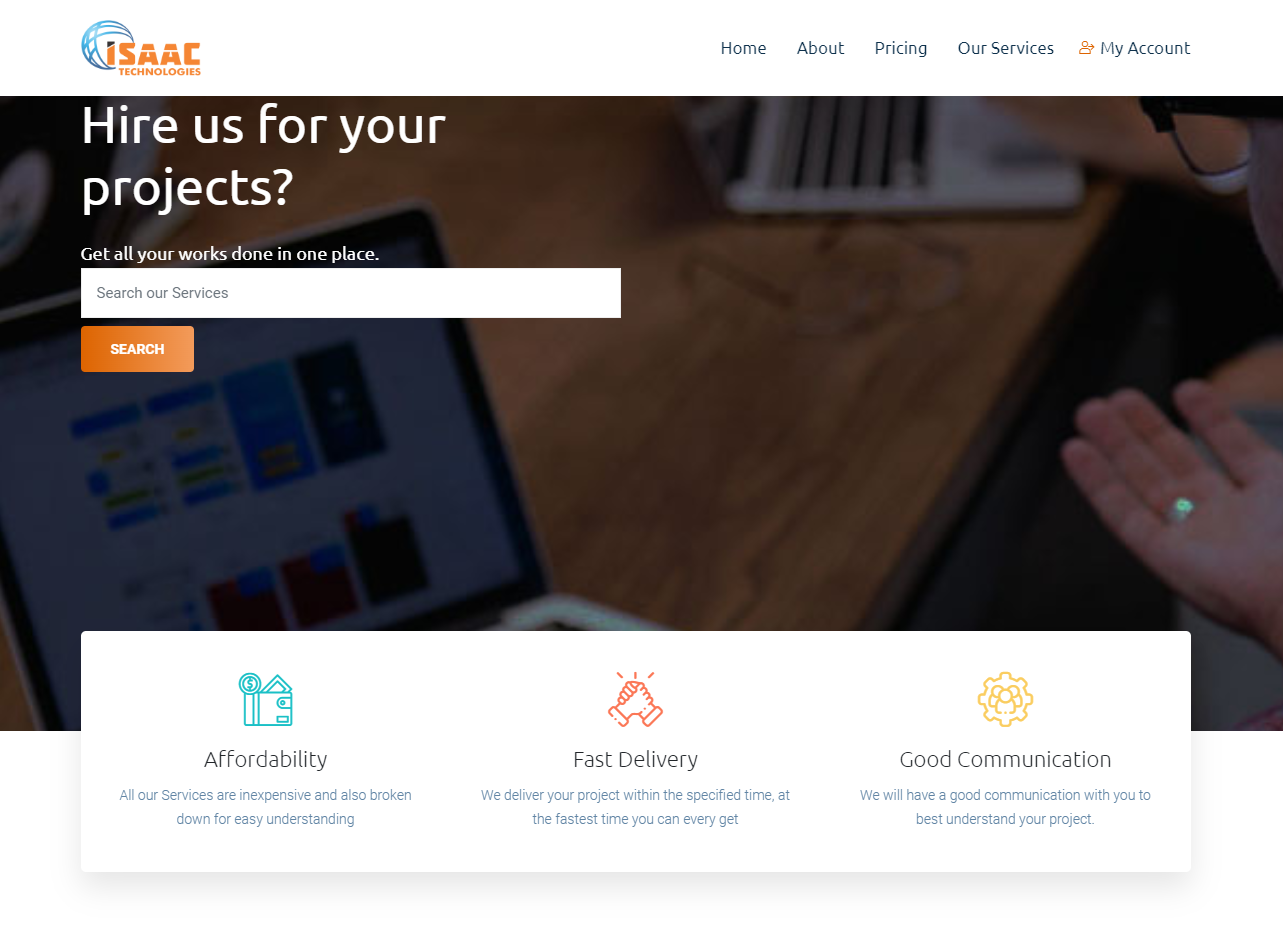 iSAAC
TECHNOLOGIES
Home About Pricing Our Services My Account
Hire us for your
projects?
Get all your works done in one place.
Search our Services
SEARCH
Affordability
All our Services are inexpensive and also broken
down for easy understanding
Fast Delivery
We deliver your project within the specified time, at
the fastest time you can every get
Good Communication
We will have a good communication with you to
best understand your project.